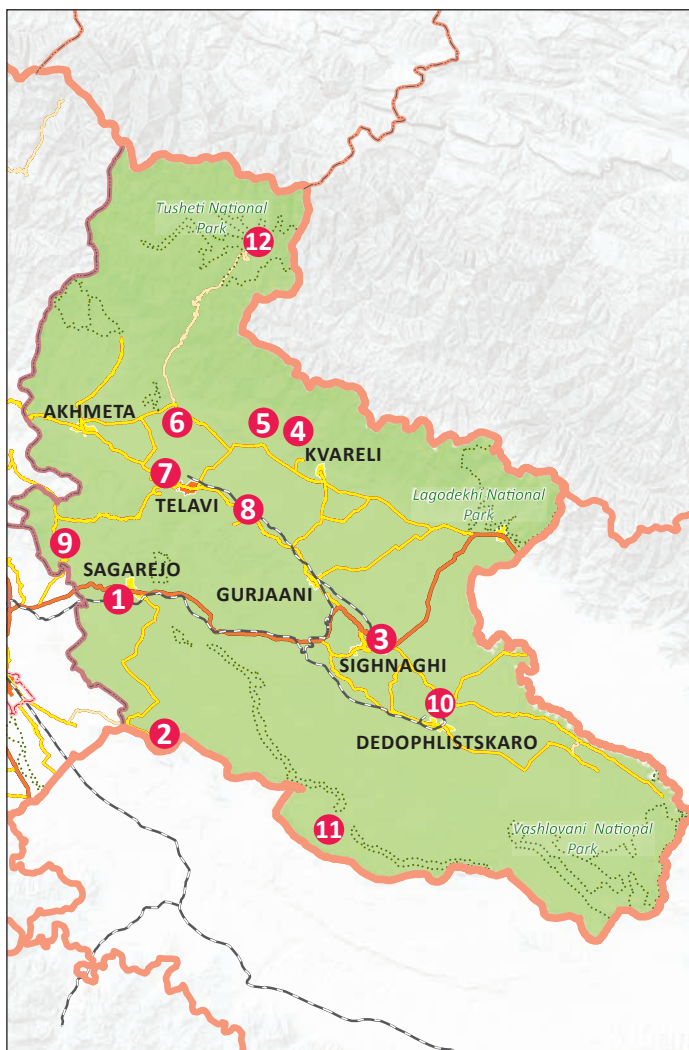 Tusheti National
Park
12
AKHMETA
6
5
4
KVARELI
7
TELAVI
8
Lagodekhi National
Park
9
SAGAREJO
1
GURJAANI
3
SIGHNAGHI
10
2
DEDOPHLISTSKARO
11
Vashlovani National
Park